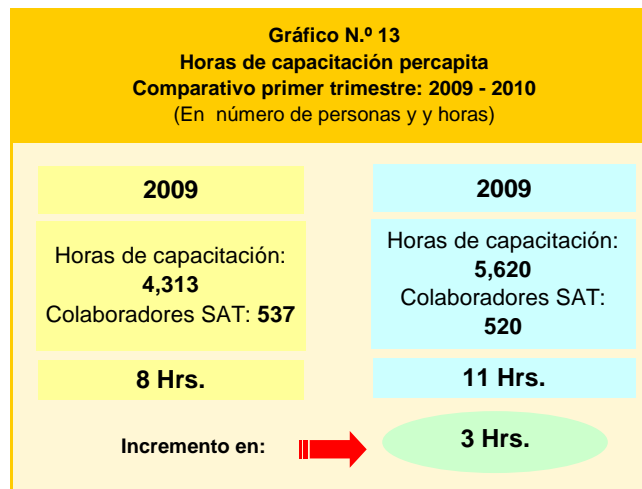 Gráfico N.º 13
Horas de capacitación percapita
Comparativo primer trimestre: 2009 - 2010
(En número de personas y y horas)
2009
Horas de capacitación:
4,313
Colaboradores SAT: 537
8 Hrs.
2009
Horas de capacitación:
5,620
Colaboradores SAT:
520
11 Hrs.
Incremento en:
3 Hrs.